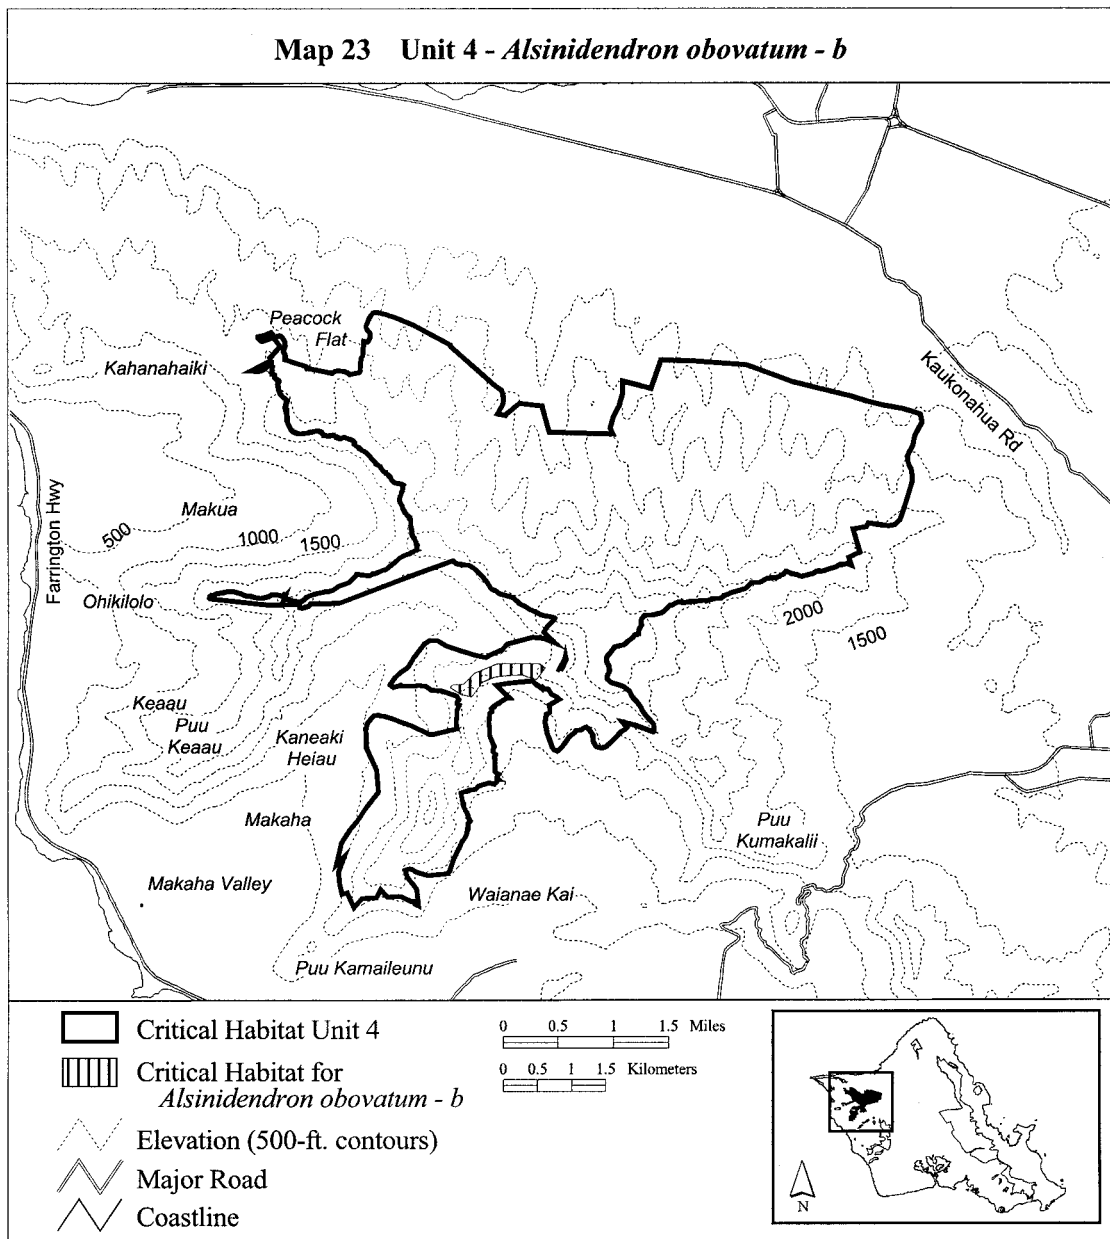 Map 23 Unit 4 - Alsinidendron obovatum - b
Peacock
Flat
Kahanahaiki
Kaukonahua Rd
Farrington Hwy
Makua
500
1000
1500
Ohikilolo
2000
1500
Keaau
Puu
Keaau
Kaneaki
Heiau
Makaha
Puu
Kumakalii
Makaha Valley
Waianae Kai
Puu Kamaileunu
Critical Habitat Unit 4
Critical Habitat for
Alsinidendron obovatum - b
Elevation (500-ft. contours)
Major Road
Coastline
0 0.5 1 1.5 Miles
0 0.5 1 1.5 Kilometers
N